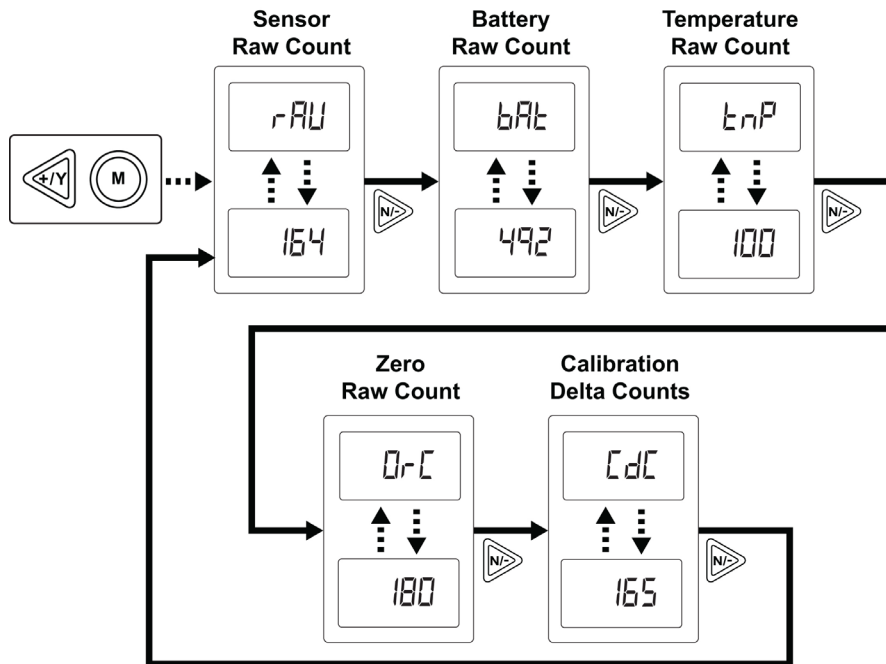 Sensor
Raw Count
Battery
Raw Count
Temperature
Raw Count
rAU
bAt
tnP
+/Y
M
N/-
N/-
N/-
164
492
100
Zero
Raw Count
Calibration
Delta Counts
0rC
CdC
N/-
N/-
180
165